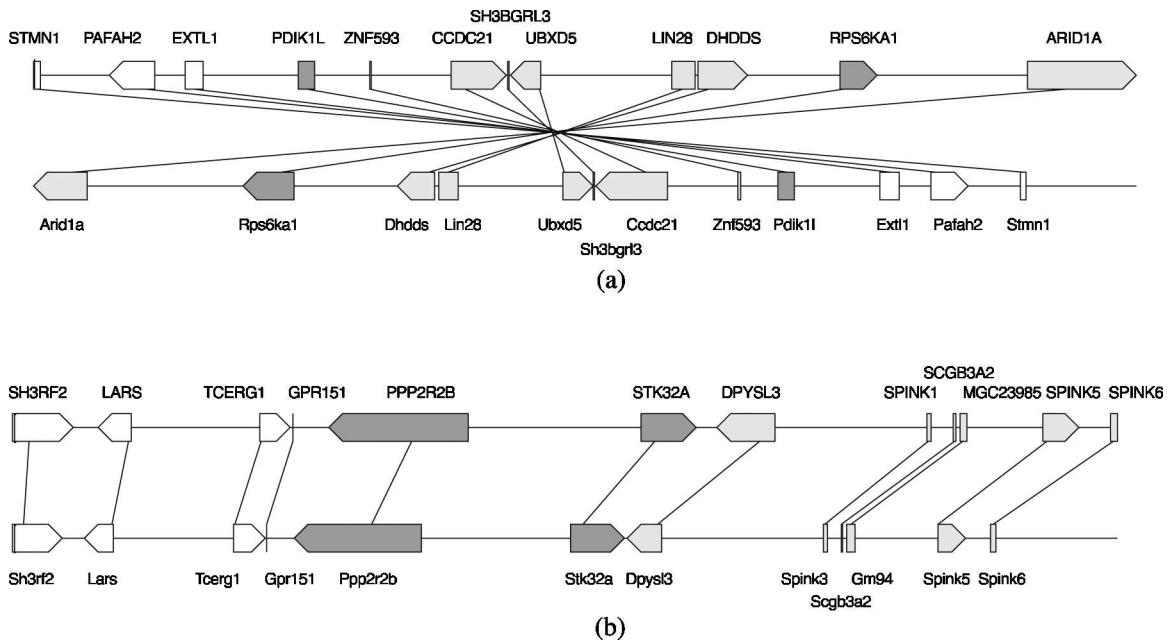 SH3BGRL3
STMN1 PAFAH2 EXTL1 PDIK1L ZNF593 CCDC21 UBXD5 LIN28 DHDDS RPS6KA1 ARID1A
Arid1a Rps6ka1 Dhdds Lin28 Ubxd5 Ccdc21 Znf593 Pdik1l Extl1 Pafah2 Stmn1
Sh3bgrl3
(a)
SCGB3A2
SH3RF2 LARS TCERG1 GPR151 PPP2R2B STK32A DPYSL3 SPINK1 MGC23985 SPINK5 SPINK6
Sh3rf2 Lars Tcerg1 Gpr151 Ppp2r2b Stk32a Dpysl3 Spink3 Gm94 Spink5 Spink6
Scgb3a2
(b)